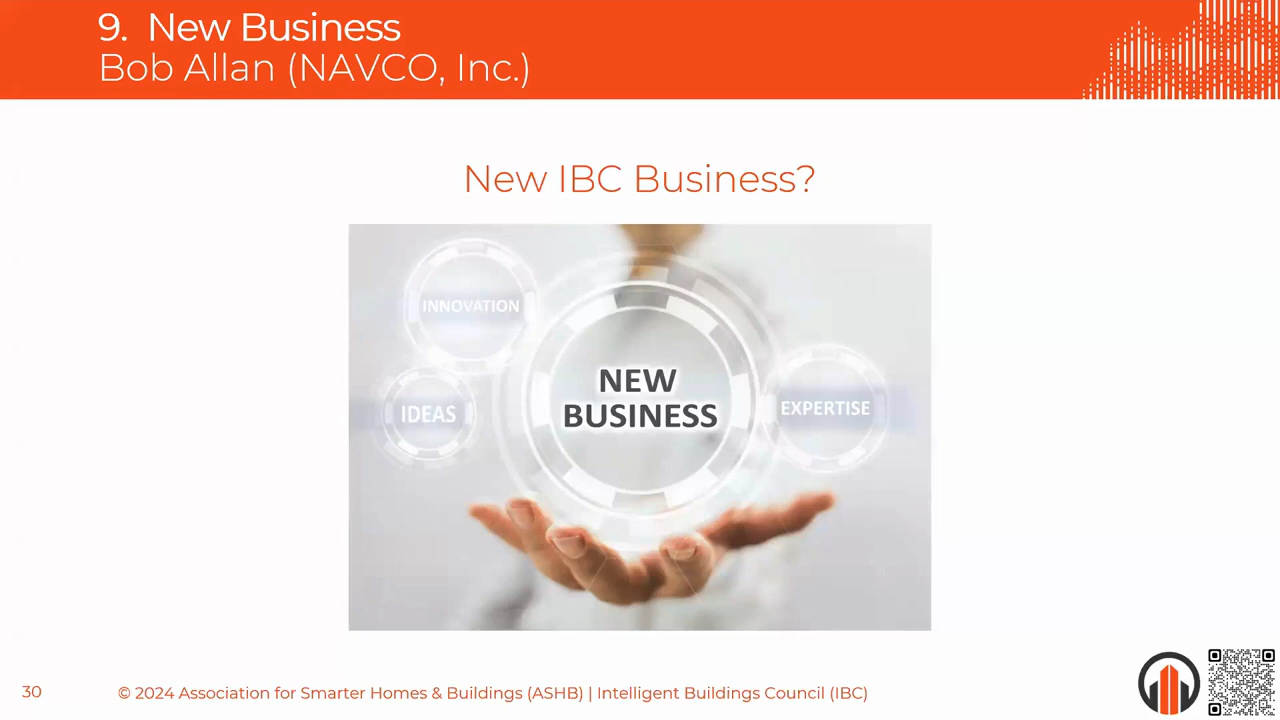 9. New Business
Bob Allan (NAVCO, Inc.)
New IBC Business?
INNOVATION
NEW
BUSINESS
IDEAS
EXPERTISE
30
© 2024 Association for Smarter Homes & Buildings (ASHB) | Intelligent Buildings Council (IBC)